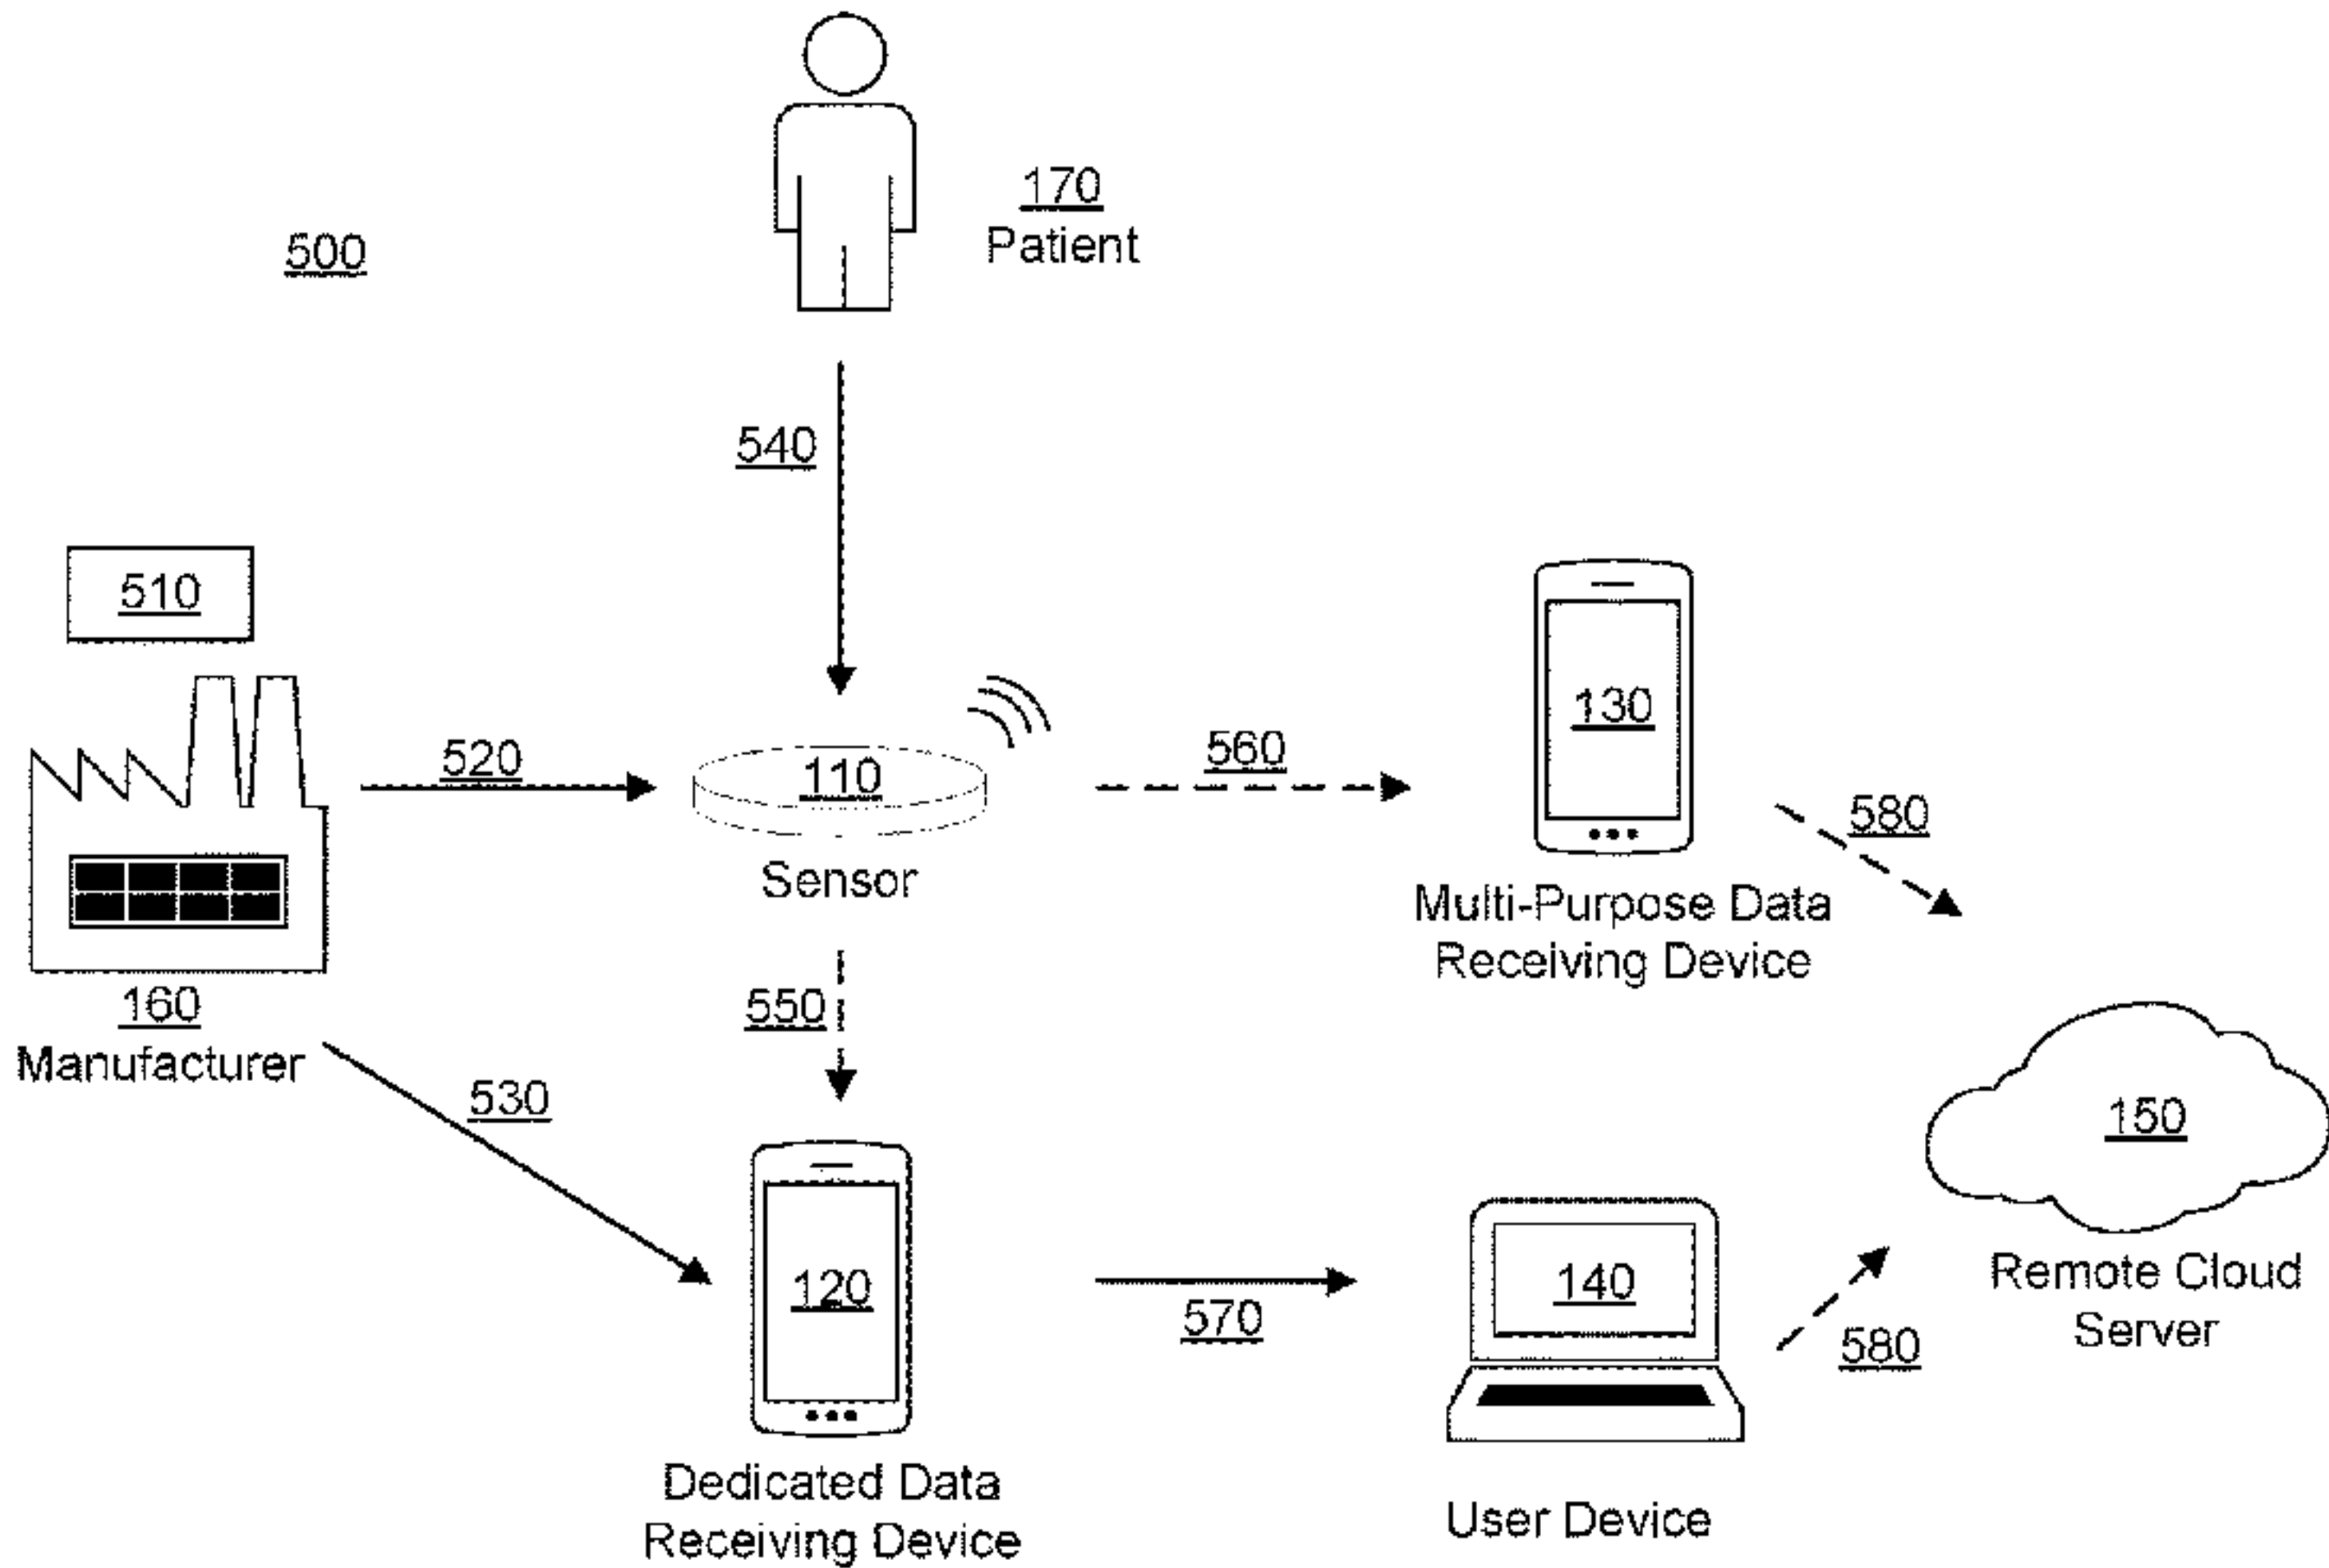 170
Patient
500
540
510
130
520
110
560
580
Sensor
Multi-Purpose Data
Receiving Device
160
Manufacturer
550
530
150
120
570
140
580
Remote Cloud
Server
Dedicated Data
Receiving Device
User Device